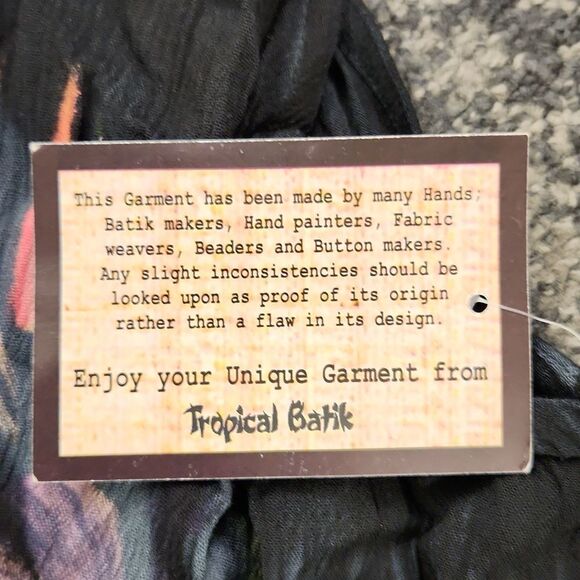 This Garment has been made by many Hands;
Batik makers, Hand painters, Fabric
weavers, Beaders and Button makers.
Any slight inconsistencies should be
looked upon as proof of its origin
rather than a flaw in its design.
Enjoy your Unique Garment from
Tropical Batik